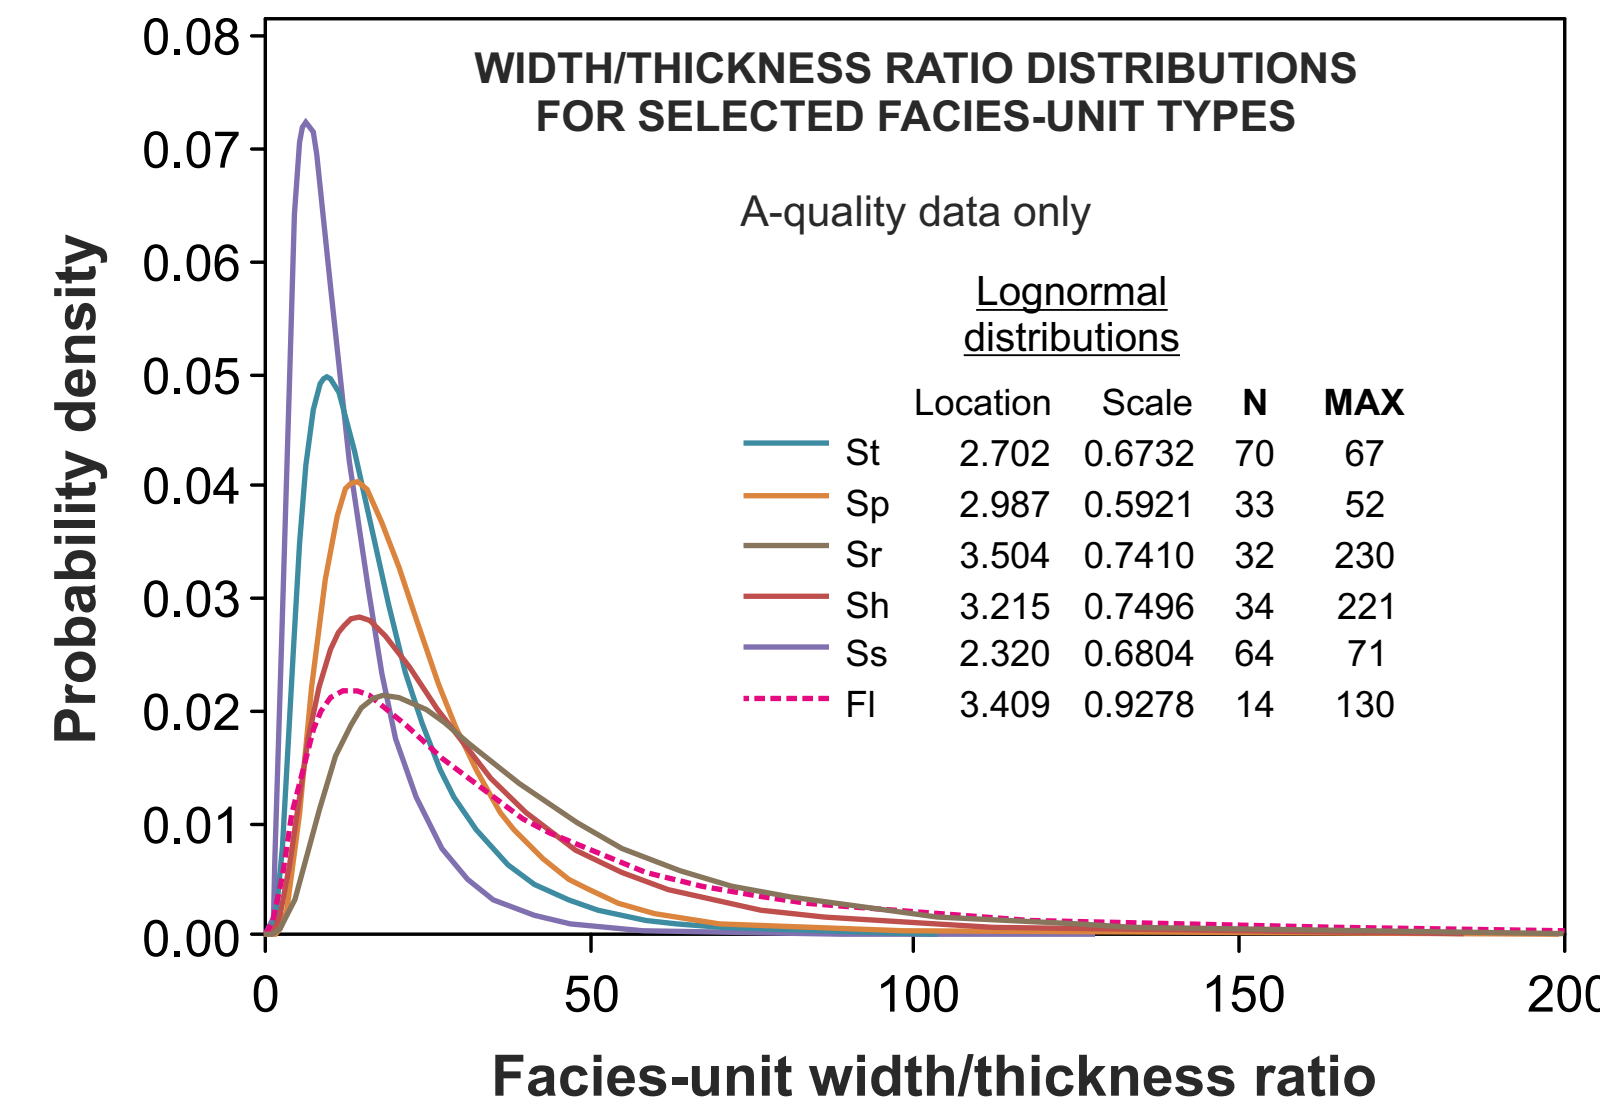 WIDTH/THICKNESS RATIO DISTRIBUTIONS
FOR SELECTED FACIES-UNIT TYPES
A-quality data only
Lognormal
distributions
Location Scale N MAX
St 2.702 0.6732 70 67
Sp 2.987 0.5921 33 52
Sr 3.504 0.7410 32 230
Sh 3.215 0.7496 34 221
Ss 2.320 0.6804 64 71
Fl 3.409 0.9278 14 130
Probability density
0.08
0.07
0.06
0.05
0.04
0.03
0.02
0.01
0.00
0 50 100 150 200
Facies-unit width/thickness ratio